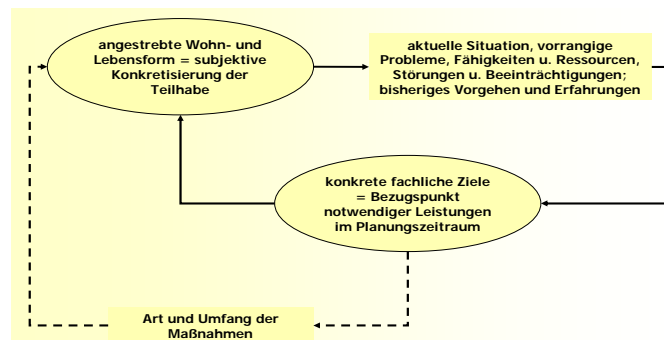 angestrebte Wohn- und
Lebensform = subjektive
Konkretisierung der
Teilhabe
aktuelle Situation, vorrangige
Probleme, Fähigkeiten u. Ressourcen,
Störungen u. Beeinträchtigungen;
bisheriges Vorgehen und Erfahrungen
konkrete fachliche Ziele
= Bezugspunkt
notwendiger Leistungen
im Planungszeitraum
Art und Umfang der
Maßnahmen